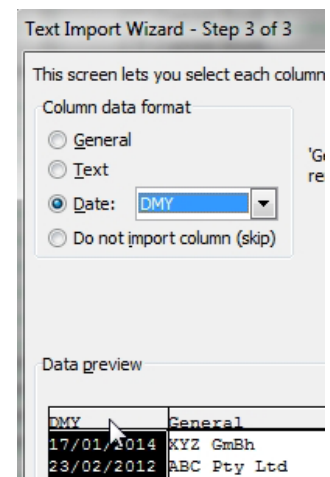 Text Import Wizard - Step 3 of 3
This screen lets you select each column
Column data format
General
Text
Date: DMY
Do not import column (skip)
Data preview
DMY General
17/01/2014 XYZ GmBh
23/02/2012 ABC Pty Ltd